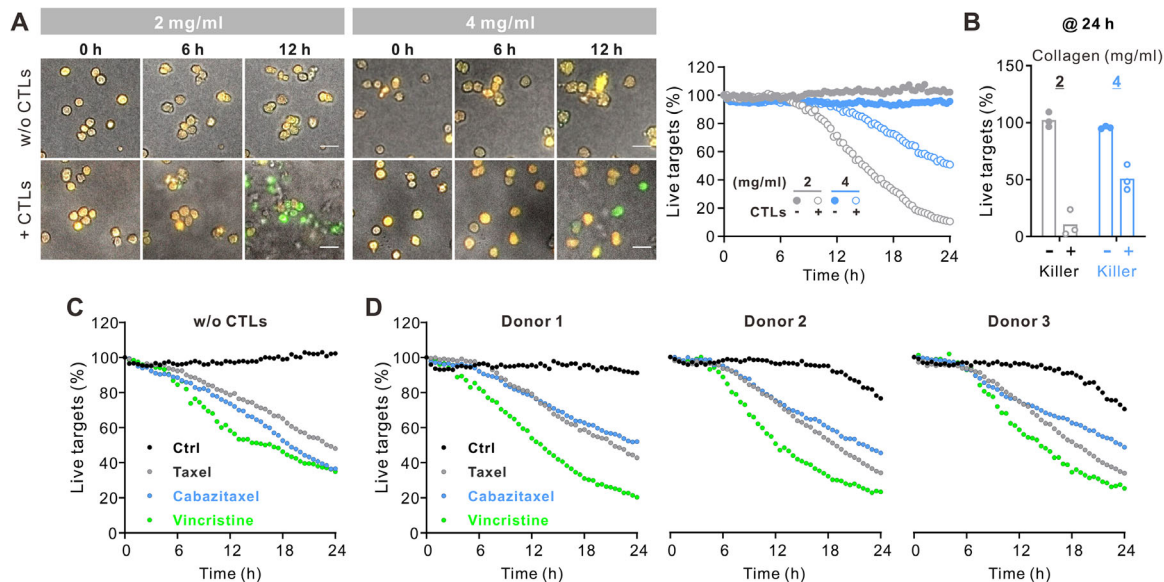 A
2 mg/ml
4 mg/ml
0 h
6 h
12 h
0 h
6 h
12 h
w/o CTLs
+ CTLs
Live targets (%)
120
100
80
60
40
20
0
(mg/ml)
2
4
CTLs
-
+
-
+
0
3
6
9
12
15
18
21
24
Time (h)
B
@ 24 h
Collagen (mg/ml)
2
4
Live targets (%)
150
100
50
0
-
+
-
+
Killer
Killer
C
w/o CTLs
Live targets (%)
120
100
80
60
40
20
0
Ctrl
Taxel
Cabazitaxel
Vincristine
0
6
12
18
24
Time (h)
D
Donor 1
Donor 2
Donor 3
Live targets (%)
120
100
80
60
40
20
0
Ctrl
Taxel
Cabazitaxel
Vincristine
0
6
12
18
24
Time (h)
0
6
12
18
24
Time (h)
0
6
12
18
24
Time (h)